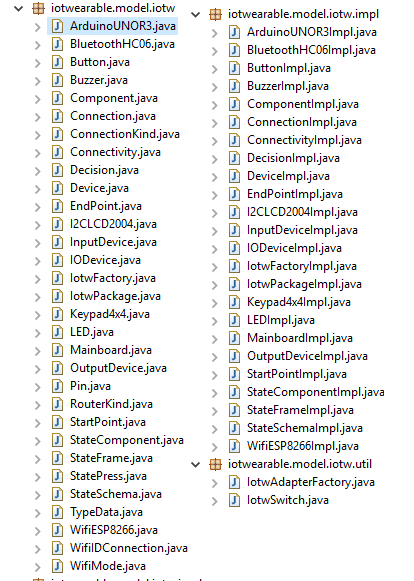 iotwearable.model.iotw
ArduinoUNOR3.java
BluetoothHC06.java
Button.java
Buzzer.java
Component.java
Connection.java
ConnectionKind.java
Connectivity.java
Decision.java
Device.java
EndPoint.java
I2CLCD2004.java
InputDevice.java
IODevice.java
IotwFactory.java
IotwPackage.java
Keypad4x4.java
LED.java
Mainboard.java
OutputDevice.java
Pin.java
RouterKind.java
StartPoint.java
StateComponent.java
StateFrame.java
StatePress.java
StateSchema.java
TypeData.java
WifiESP8266.java
WifiIDConnection.java
WifiMode.java
iotwearable.model.iotw.impl
ArduinoUNOR3Impl.java
BluetoothHC06Impl.java
ButtonImpl.java
BuzzerImpl.java
ComponentImpl.java
ConnectionImpl.java
ConnectivityImpl.java
DecisionImpl.java
DeviceImpl.java
EndPointImpl.java
I2CLCD2004Impl.java
InputDeviceImpl.java
IODeviceImpl.java
IotwFactoryImpl.java
IotwPackageImpl.java
Keypad4x4Impl.java
LEDImpl.java
MainboardImpl.java
OutputDeviceImpl.java
StartPointImpl.java
StateComponentImpl.java
StateFrameImpl.java
StateSchemaImpl.java
WifiESP8266Impl.java
iotwearable.model.iotw.util
IotwAdapterFactory.java
IotwSwitch.java